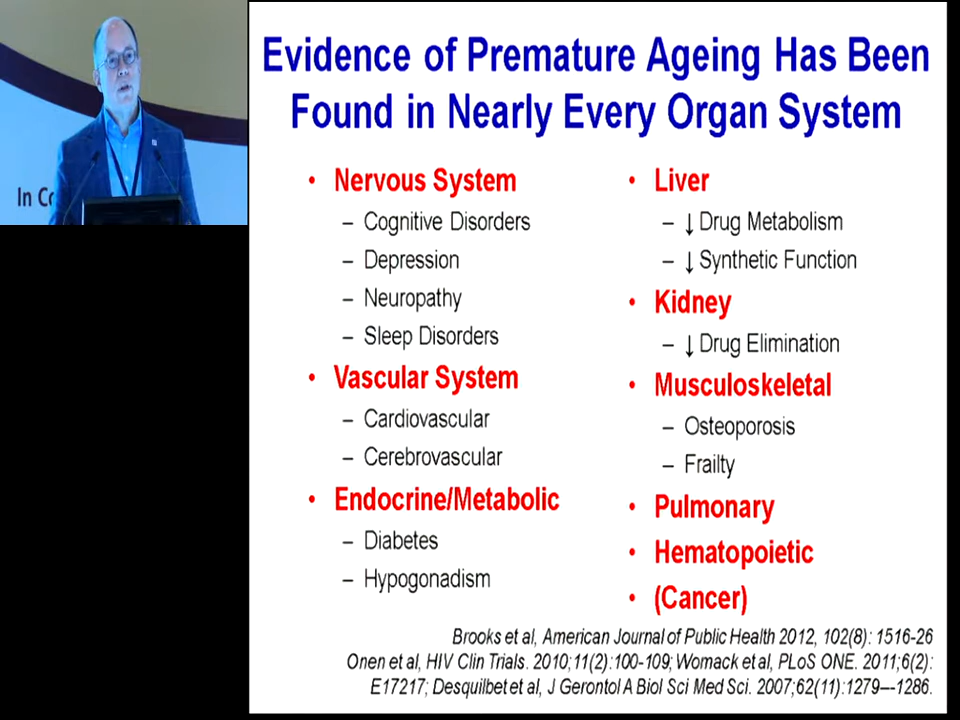 In Co
Evidence of Premature Ageing Has Been
Found in Nearly Every Organ System
• Nervous System
– Cognitive Disorders
– Depression
– Neuropathy
– Sleep Disorders
• Vascular System
– Cardiovascular
– Cerebrovascular
• Endocrine/Metabolic
– Diabetes
– Hypogonadism
• Liver
– ↓ Drug Metabolism
– ↓ Synthetic Function
• Kidney
– ↓ Drug Elimination
• Musculoskeletal
– Osteoporosis
– Frailty
• Pulmonary
• Hematopoietic
• (Cancer)
Brooks et al, American Journal of Public Health 2012, 102(8): 1516-26
Onen et al, HIV Clin Trials. 2010;11(2):100-109; Womack et al, PLoS ONE. 2011;6(2):
E17217; Desquilbet et al, J Gerontol A Biol Sci Med Sci. 2007;62(11):1279–-1286.